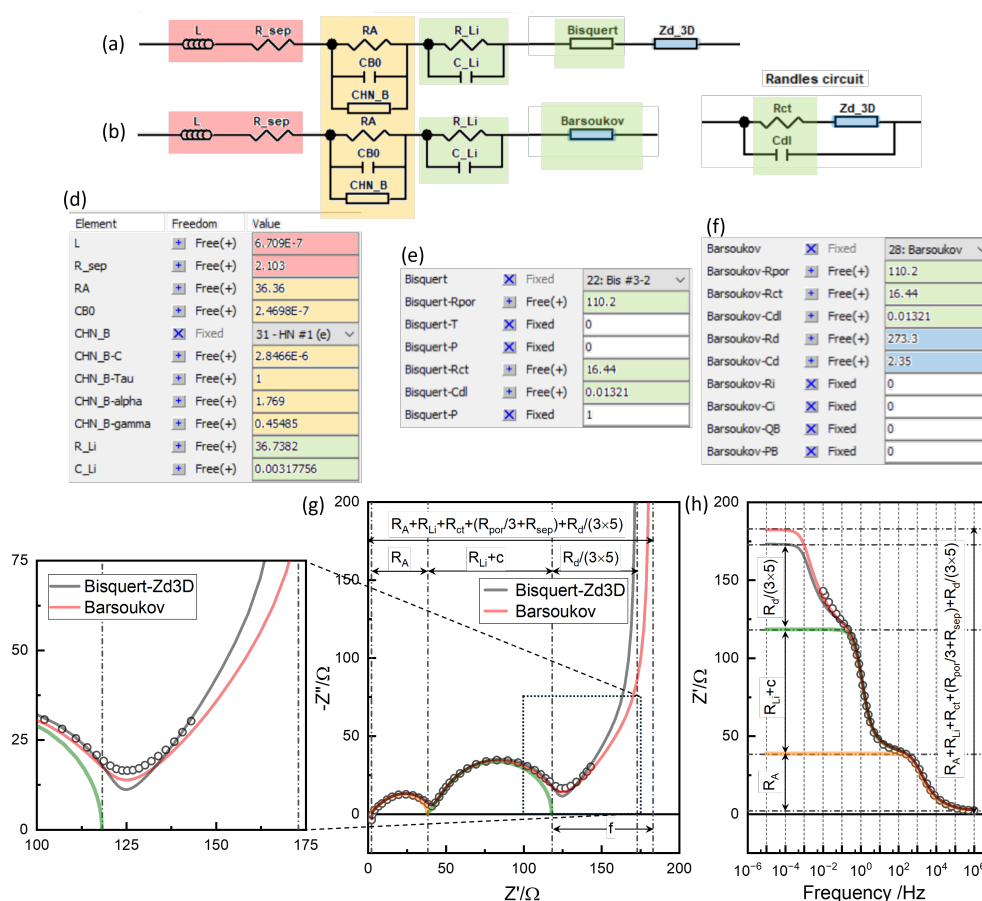 (a)
L
R_sep
RA
CB0
CHN_B
R_Li
C_Li
Bisquert
Zd_3D
(b)
L
R_sep
RA
CB0
CHN_B
R_Li
C_Li
Barsoukov
Randles circuit
Rct
Zd_3D
Cdl
(d)
Element Freedom Value
L Free(+) 6.709E-7
R_sep Free(+) 2.103
RA Free(+) 36.36
CB0 Free(+) 2.4698E-7
CHN_B Fixed 31 - HN #1 (e)
CHN_B-C Free(+) 2.8466E-6
CHN_B-Tau Free(+) 1
CHN_B-alpha Free(+) 1.769
CHN_B-gamma Free(+) 0.45485
R_Li Free(+) 36.7382
C_Li Free(+) 0.00317756
(e)
Bisquert Fixed 22: Bis #3-2
Bisquert-Rpor Free(+) 110.2
Bisquert-T Fixed 0
Bisquert-P Fixed 0
Bisquert-Rct Free(+) 16.44
Bisquert-Cdl Free(+) 0.01321
Bisquert-P Fixed 1
(f)
Barsoukov Fixed 28: Barsoukov
Barsoukov-Rpor Free(+) 110.2
Barsoukov-Rct Free(+) 16.44
Barsoukov-Cdl Free(+) 0.01321
Barsoukov-Rd Free(+) 273.3
Barsoukov-Cd Free(+) 2.35
Barsoukov-Ri Fixed 0
Barsoukov-Ci Fixed 0
Barsoukov-QB Fixed 0
Barsoukov-PB Fixed 0
75
50
25
0
100 125 150 175
Bisquert-Zd3D
Barsoukov
(g)
200
150
100
50
0
-Z"/Ω
0 50 100 150 200
Z'/Ω
R_A+R_Li+R_ct+(R_por/3+R_sep)+R_d/(3×5)
R_A
R_Li+c
R_d/(3×5)
Bisquert-Zd3D
Barsoukov
f
(h)
200
150
100
50
0
Z'/Ω
R_d/(3×5)
R_Li+c
R_A
R_A+R_Li+R_ct+(R_por/3+R_sep)+R_d/(3×5)
10⁻⁶ 10⁻⁴ 10⁻² 10⁰ 10² 10⁴ 10⁶
Frequency /Hz